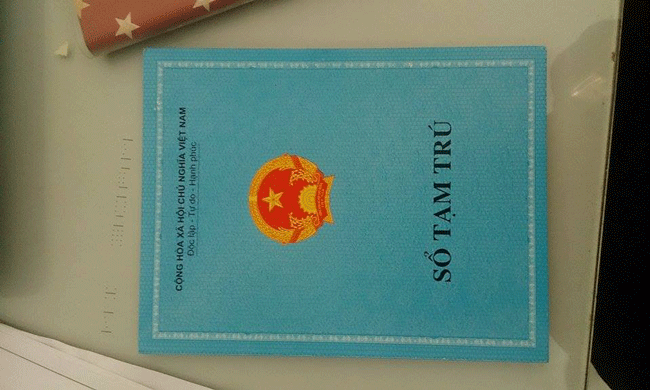 CỘNG HÒA XÃ HỘI CHỦ NGHĨA VIỆT NAM
Độc lập - Tự do - Hạnh phúc
SỔ TẠM TRÚ